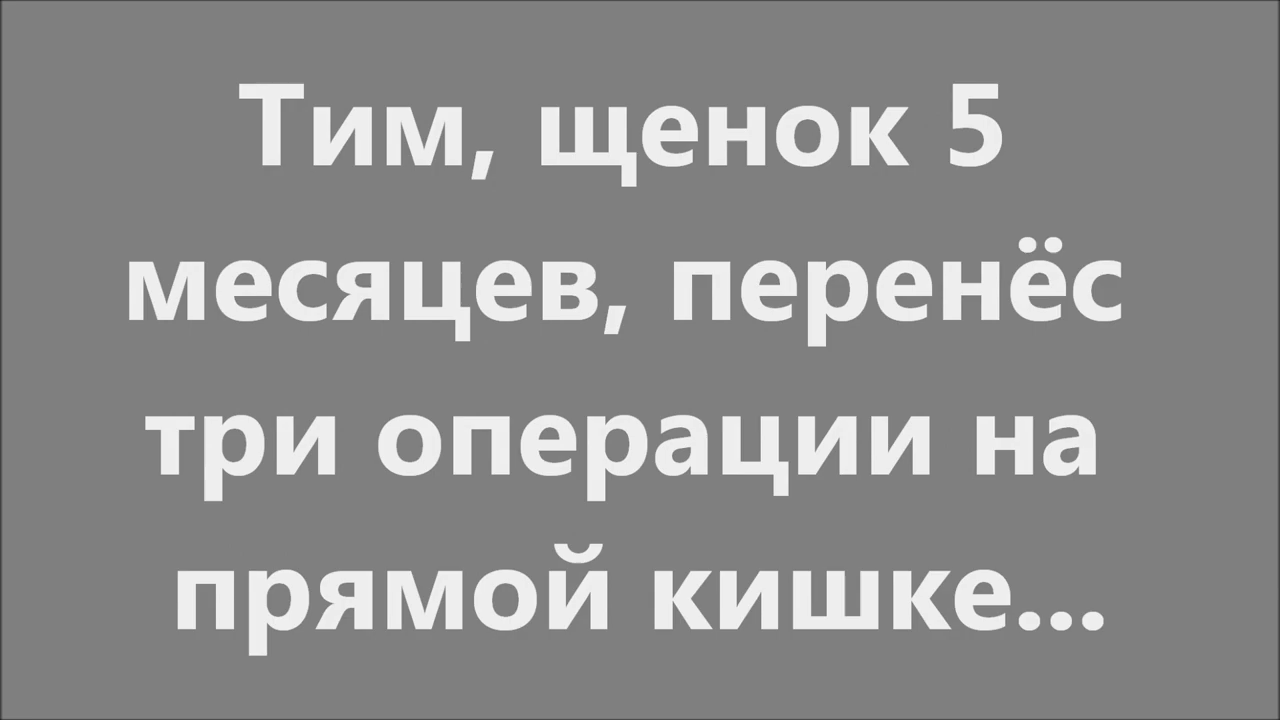 Тим, щенок 5
месяцев, перенёс
три операции на
прямой кишке...